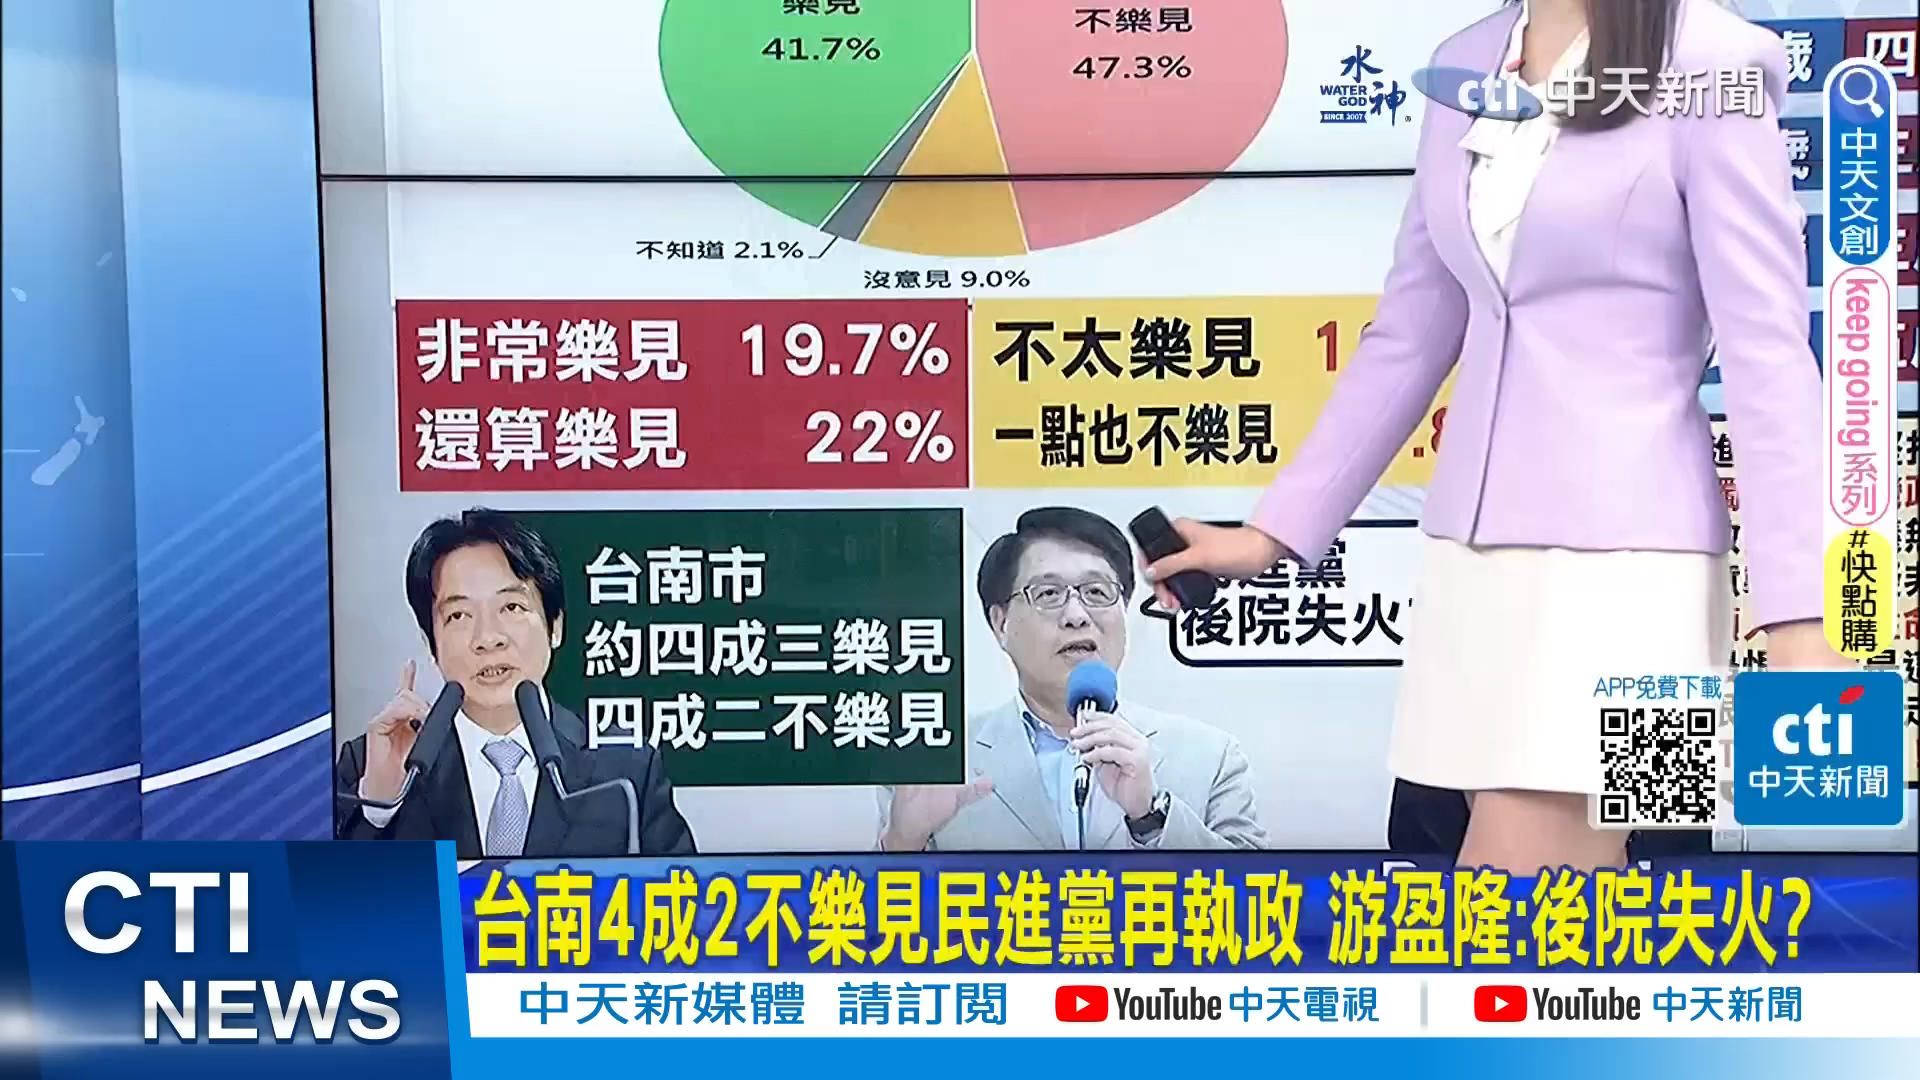 樂見
41.7%
不樂見
47.3%
不知道 2.1%
沒意見 9.0%
水神
WATER
GOD
SINCE 2007
cti 中天新聞
非常樂見 19.7%
還算樂見 22%
不太樂見
一點也不樂見
台南市
約四成三樂見
四成二不樂見
後院失火
中天文創
keep going 系列
#快點購
APP免費下載
cti
中天新聞
CTI
NEWS
台南4成2不樂見民進黨再執政 游盈隆:後院失火?
中天新媒體 請訂閱 YouTube 中天電視 | YouTube 中天新聞